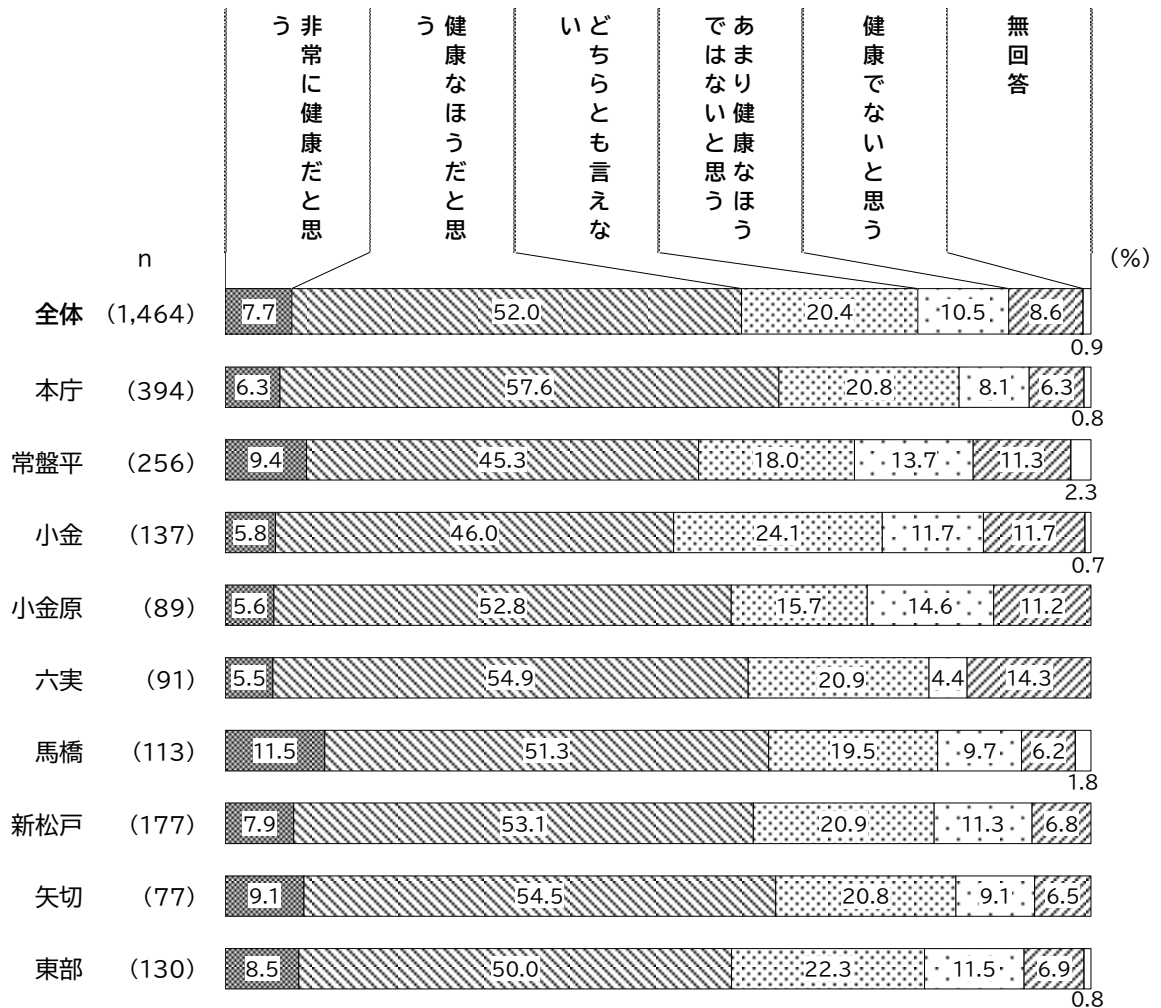 非常に健康だと思
う
健康なほうだと思
う
どちらとも言えな
い
あまり健康なほう
ではないと思う
健康でないと思う
無回答
n
(%)
全体 (1,464) 7.7 52.0 20.4 10.5 8.6 0.9
本庁 (394) 6.3 57.6 20.8 8.1 6.3 0.8
常盤平 (256) 9.4 45.3 18.0 13.7 11.3 2.3
小金 (137) 5.8 46.0 24.1 11.7 11.7 0.7
小金原 (89) 5.6 52.8 15.7 14.6 11.2
六実 (91) 5.5 54.9 20.9 4.4 14.3
馬橋 (113) 11.5 51.3 19.5 9.7 6.2 1.8
新松戸 (177) 7.9 53.1 20.9 11.3 6.8
矢切 (77) 9.1 54.5 20.8 9.1 6.5
東部 (130) 8.5 50.0 22.3 11.5 6.9 0.8